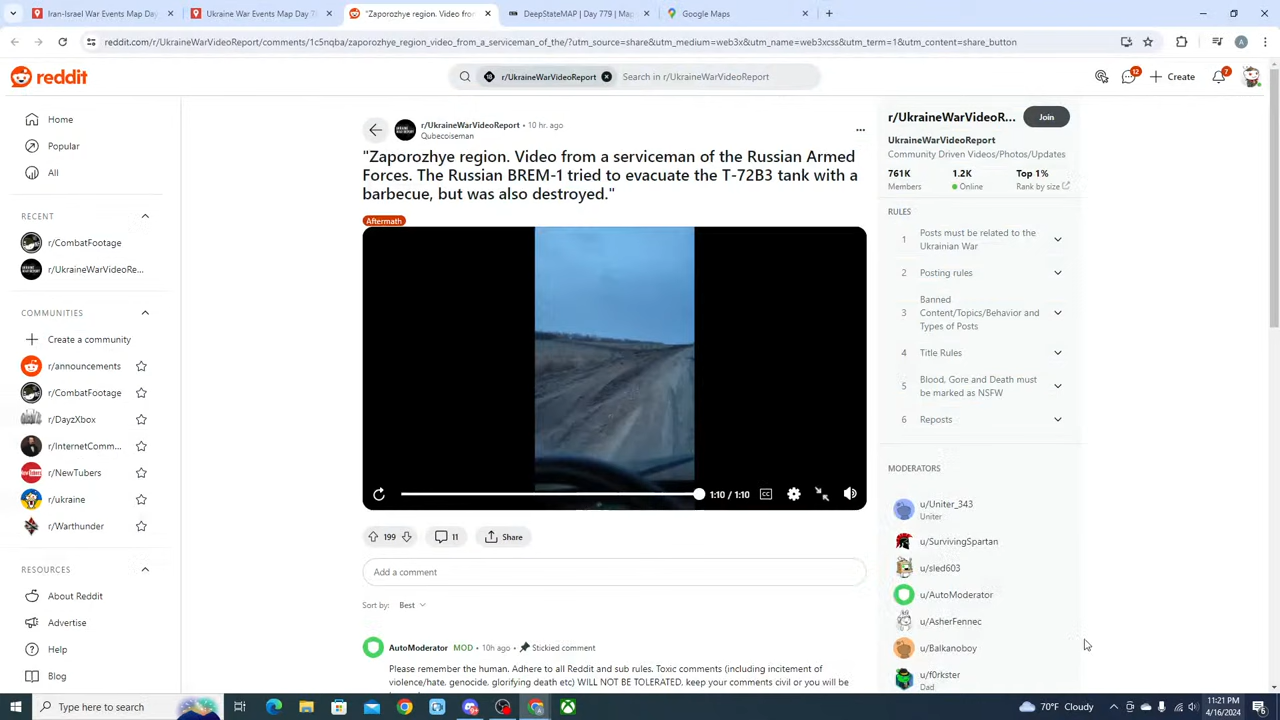 Iran-Israel War Events Map Day
Ukraine War Events Map Day 7
"Zaporozhye region. Video from
DeepStateMAP | Day 779 | Map
Google Maps
reddit.com/r/UkraineWarVideoReport/comments/1c5nqba/zaporozhye_region_video_from_a_serviceman_of_the/?utm_source=share&utm_medium=web3x&utm_name=web3xcss&utm_term=1&utm_content=share_button
A
reddit
r/UkraineWarVideoReport
Search in r/UkraineWarVideoReport
12
Create
7
Home
Popular
All
RECENT
r/CombatFootage
r/UkraineWarVideoRe...
COMMUNITIES
Create a community
r/announcements
r/CombatFootage
r/DayzXbox
r/InternetComm...
r/NewTubers
r/ukraine
r/Warthunder
RESOURCES
About Reddit
Advertise
Help
Blog
r/UkraineWarVideoReport • 10 hr. ago
Qubecoiseman
"Zaporozhye region. Video from a serviceman of the Russian Armed
Forces. The Russian BREM-1 tried to evacuate the T-72B3 tank with a
barbecue, but was also destroyed."
Aftermath
1:10 / 1:10
CC
199
11
Share
Add a comment
Sort by: Best
AutoModerator MOD • 10h ago • Stickied comment
Please remember the human. Adhere to all Reddit and sub rules. Toxic comments (including incitement of
violence/hate, genocide, glorifying death etc) WILL NOT BE TOLERATED, keep your comments civil or you will be
r/UkraineWarVideoR...
Join
UkraineWarVideoReport
Community Driven Videos/Photos/Updates
761K 1.2K Top 1%
Members Online Rank by size
RULES
1 Posts must be related to the
Ukrainian War
2 Posting rules
Banned
3 Content/Topics/Behavior and
Types of Posts
4 Title Rules
5 Blood, Gore and Death must
be marked as NSFW
6 Reposts
MODERATORS
u/Uniter_343
Uniter
u/SurvivingSpartan
u/sled603
u/AutoModerator
u/AsherFennec
u/Balkanoboy
u/f0rkster
Dad
Type here to search
70°F Cloudy
11:21 PM
4/16/2024